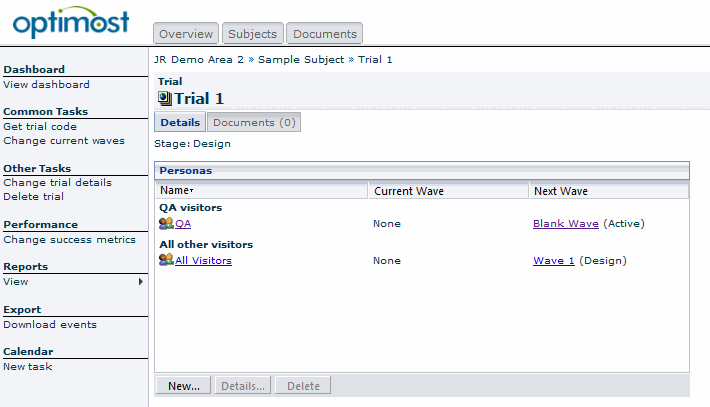 optimost
Overview Subjects Documents
JR Demo Area 2 » Sample Subject » Trial 1
Dashboard
View dashboard
Common Tasks
Get trial code
Change current waves
Other Tasks
Change trial details
Delete trial
Performance
Change success metrics
Reports
View
Export
Download events
Calendar
New task
Trial
Trial 1
Details Documents (0)
Stage: Design
Personas
Name Current Wave Next Wave
QA visitors
QA None Blank Wave (Active)
All other visitors
All Visitors None Wave 1 (Design)
New... Details... Delete